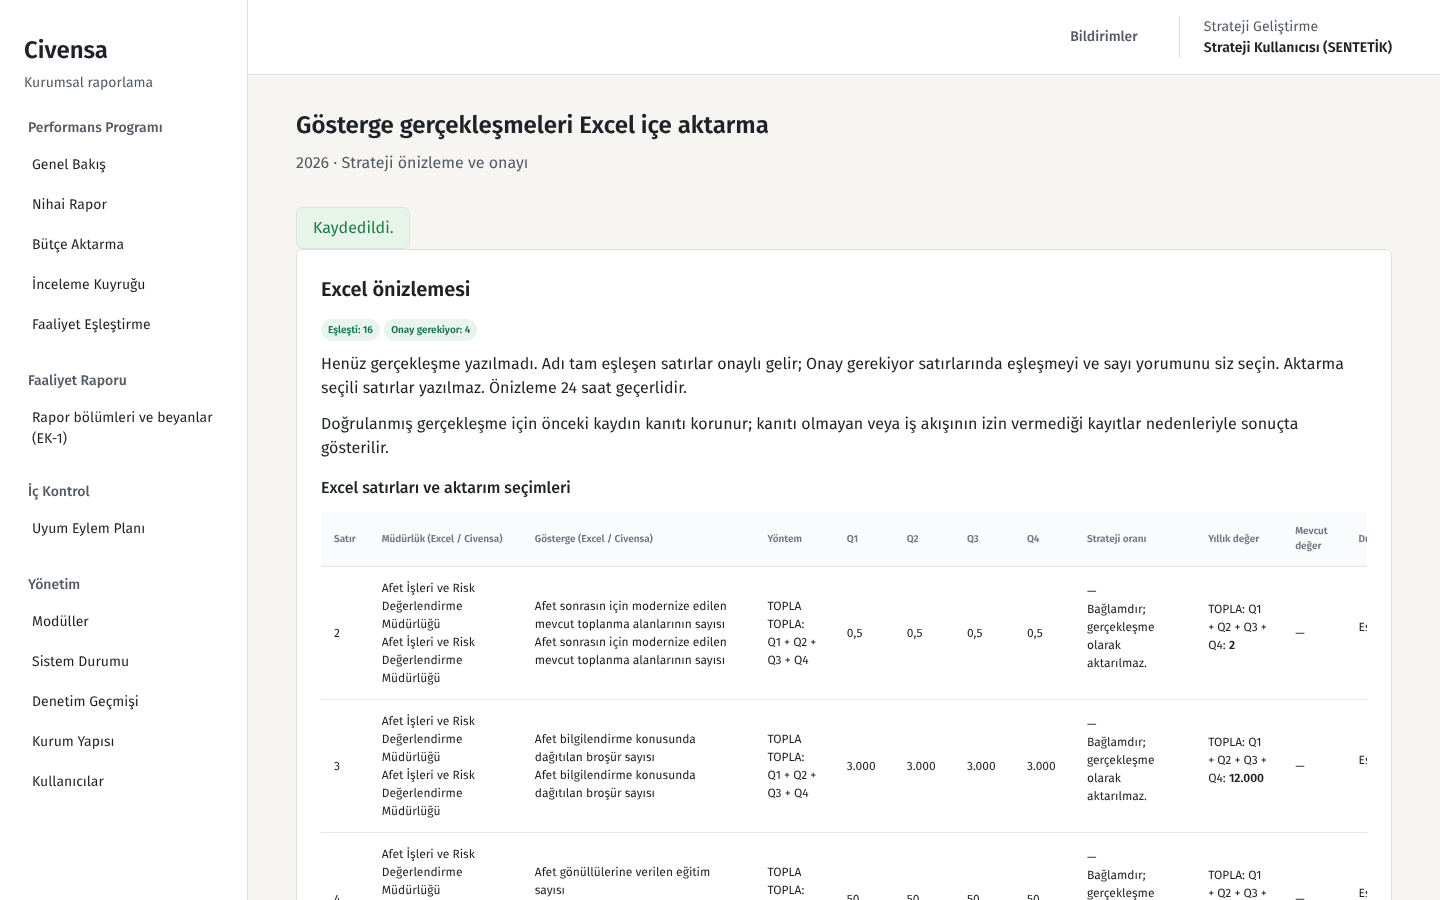 Civensa
Kurumsal raporlama
Performans Programı
Genel Bakış
Nihai Rapor
Bütçe Aktarma
İnceleme Kuyruğu
Faaliyet Eşleştirme
Faaliyet Raporu
Rapor bölümleri ve beyanlar
(EK-1)
İç Kontrol
Uyum Eylem Planı
Yönetim
Modüller
Sistem Durumu
Denetim Geçmişi
Kurum Yapısı
Kullanıcılar
Bildirimler
Strateji Geliştirme
Strateji Kullanıcısı (SENTETİK)
Gösterge gerçekleşmeleri Excel içe aktarma
2026 · Strateji önizleme ve onayı
Kaydedildi.
Excel önizlemesi
Eşleşti: 16 Onay gerekiyor: 4
Henüz gerçekleşme yazılmadı. Adı tam eşleşen satırlar onaylı gelir; Onay gerekiyor satırlarında eşleşmeyi ve sayı yorumunu siz seçin. Aktarma
seçili satırlar yazılmaz. Önizleme 24 saat geçerlidir.
Doğrulanmış gerçekleşme için önceki kaydın kanıtı korunur; kanıtı olmayan veya iş akışının izin vermediği kayıtlar nedenleriyle sonuçta
gösterilir.
Excel satırları ve aktarım seçimleri
Satır Müdürlük (Excel / Civensa) Gösterge (Excel / Civensa) Yöntem Q1 Q2 Q3 Q4 Strateji oranı Yıllık değer Mevcut
değer
2
Afet İşleri ve Risk
Değerlendirme
Müdürlüğü
Afet İşleri ve Risk
Değerlendirme
Müdürlüğü
Afet sonrasın için modernize edilen
mevcut toplanma alanlarının sayısı
Afet sonrasın için modernize edilen
mevcut toplanma alanlarının sayısı
TOPLA
TOPLA:
Q1 + Q2 +
Q3 + Q4
0,5 0,5 0,5 0,5
—
Bağlamdır;
gerçekleşme
olarak
aktarılmaz.
TOPLA: Q1
+ Q2 + Q3 +
Q4: 2
—
3
Afet İşleri ve Risk
Değerlendirme
Müdürlüğü
Afet İşleri ve Risk
Değerlendirme
Müdürlüğü
Afet bilgilendirme konusunda
dağıtılan broşür sayısı
Afet bilgilendirme konusunda
dağıtılan broşür sayısı
TOPLA
TOPLA:
Q1 + Q2 +
Q3 + Q4
3.000 3.000 3.000 3.000
—
Bağlamdır;
gerçekleşme
olarak
aktarılmaz.
TOPLA: Q1
+ Q2 + Q3 +
Q4: 12.000
—
4
Afet İşleri ve Risk
Değerlendirme
Müdürlüğü
Afet gönüllülerine verilen eğitim
sayısı
TOPLA
TOPLA:
50 50 50 50
—
Bağlamdır;
gerçekleşme
TOPLA: Q1
+ Q2 + Q3 +
—